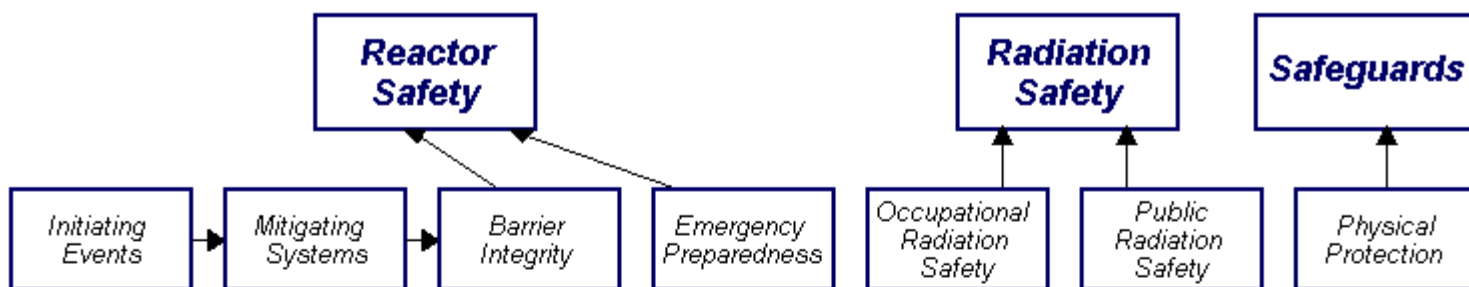 Reactor
Safety
Radiation
Safety
Safeguards
Initiating
Events
Mitigating
Systems
Barrier
Integrity
Emergency
Preparedness
Occupational
Radiation
Safety
Public
Radiation
Safety
Physical
Protection